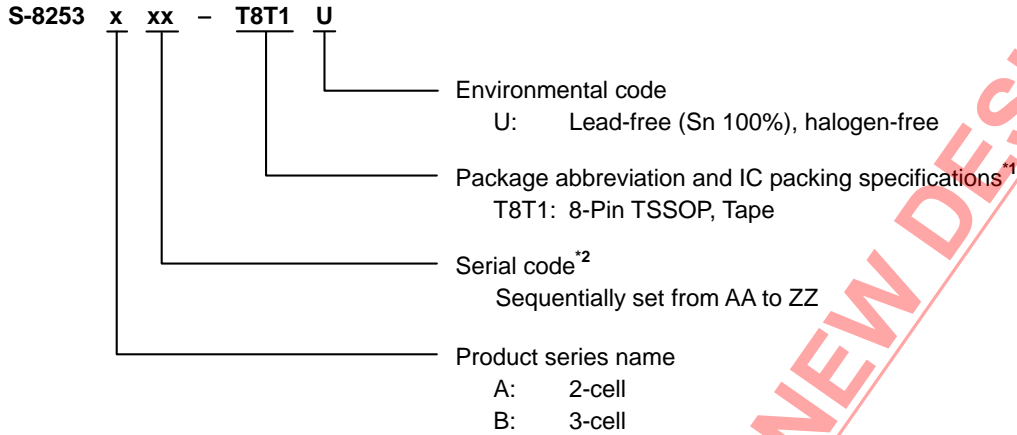 S-8253 x xx – T8T1 U
Environmental code
U: Lead-free (Sn 100%), halogen-free
Package abbreviation and IC packing specifications*1
T8T1: 8-Pin TSSOP, Tape
Serial code*2
Sequentially set from AA to ZZ
Product series name
A: 2-cell
B: 3-cell
NEW DES